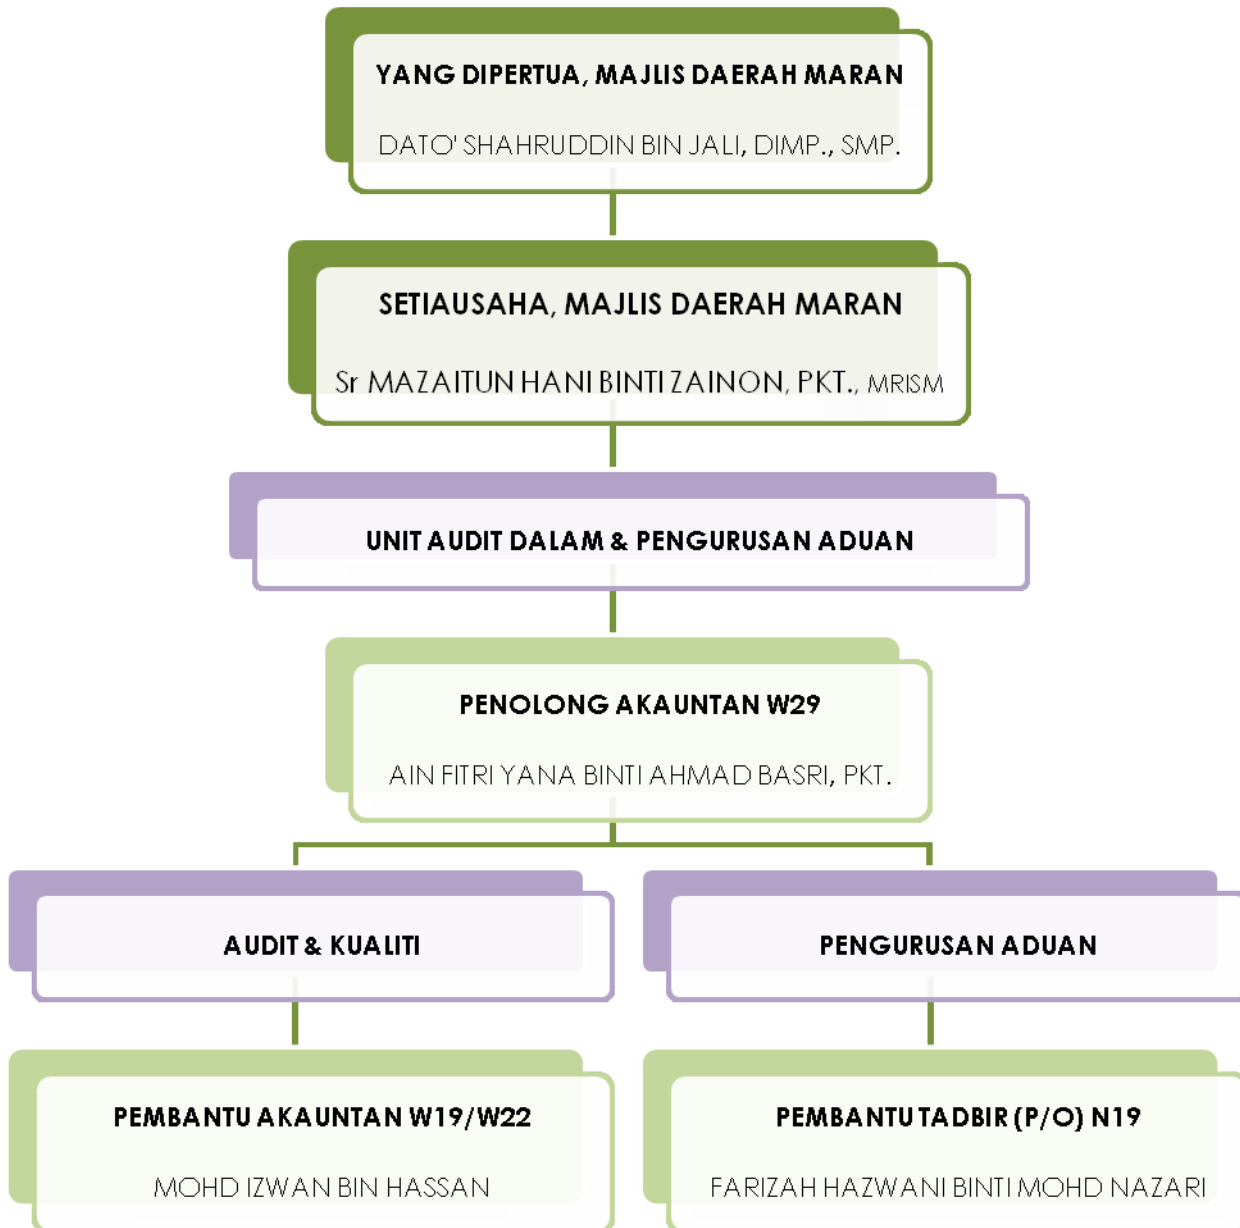 YANG DIPERTUA, MAJLIS DAERAH MARAN
DATO' SHAHRUDDIN BIN JALI, DIMP., SMP.
SETIAUSAHA, MAJLIS DAERAH MARAN
Sr MAZAITUN HANI BINTI ZAINON, PKT., MRISM
UNIT AUDIT DALAM & PENGURUSAN ADUAN
PENOLONG AKAUNTAN W29
AIN FITRI YANA BINTI AHMAD BASRI, PKT.
AUDIT & KUALITI
PENGURUSAN ADUAN
PEMBANTU AKAUNTAN W19/W22
MOHD IZWAN BIN HASSAN
PEMBANTU TADBIR (P/O) N19
FARIZAH HAZWANI BINTI MOHD NAZARI